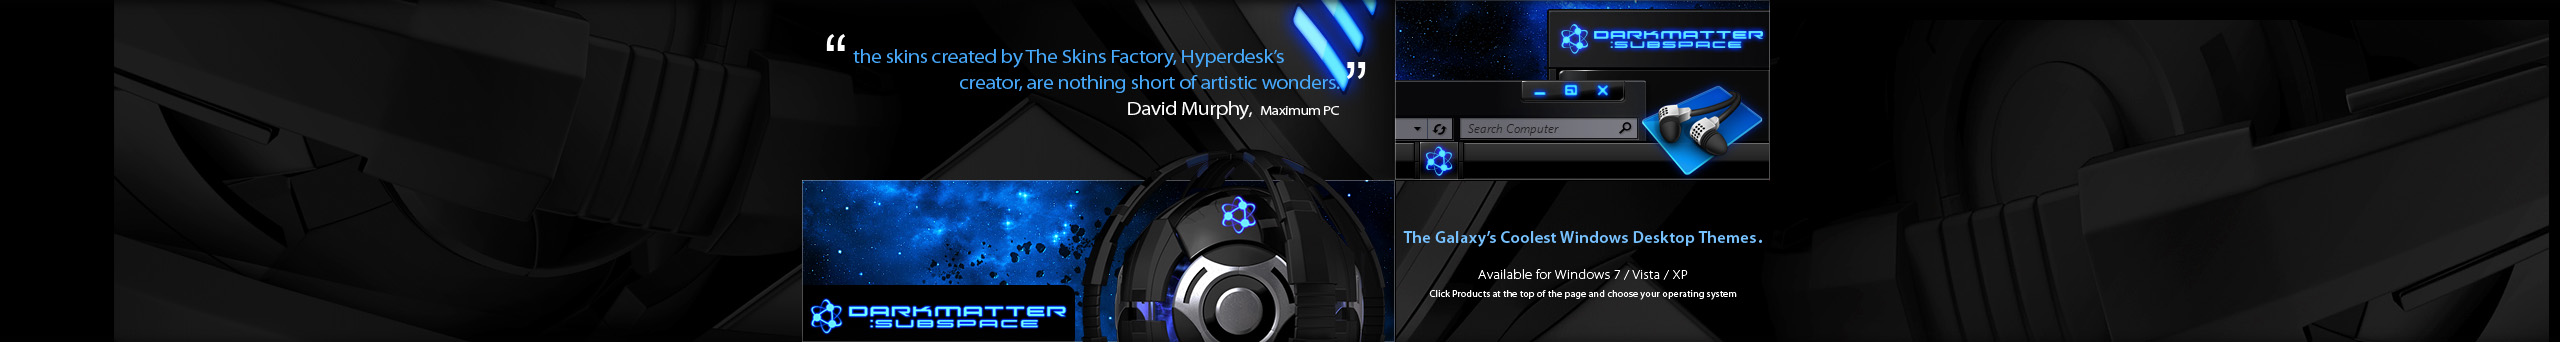 “ the skins created by The Skins Factory, Hyperdesk’s
creator, are nothing short of artistic wonders. ”
David Murphy, Maximum PC
DARKMATTER
:SUBSPACE
DARKMATTER
:SUBSPACE
Search Computer
The Galaxy’s Coolest Windows Desktop Themes.
Available for Windows 7 / Vista / XP
Click Products at the top of the page and choose your operating system